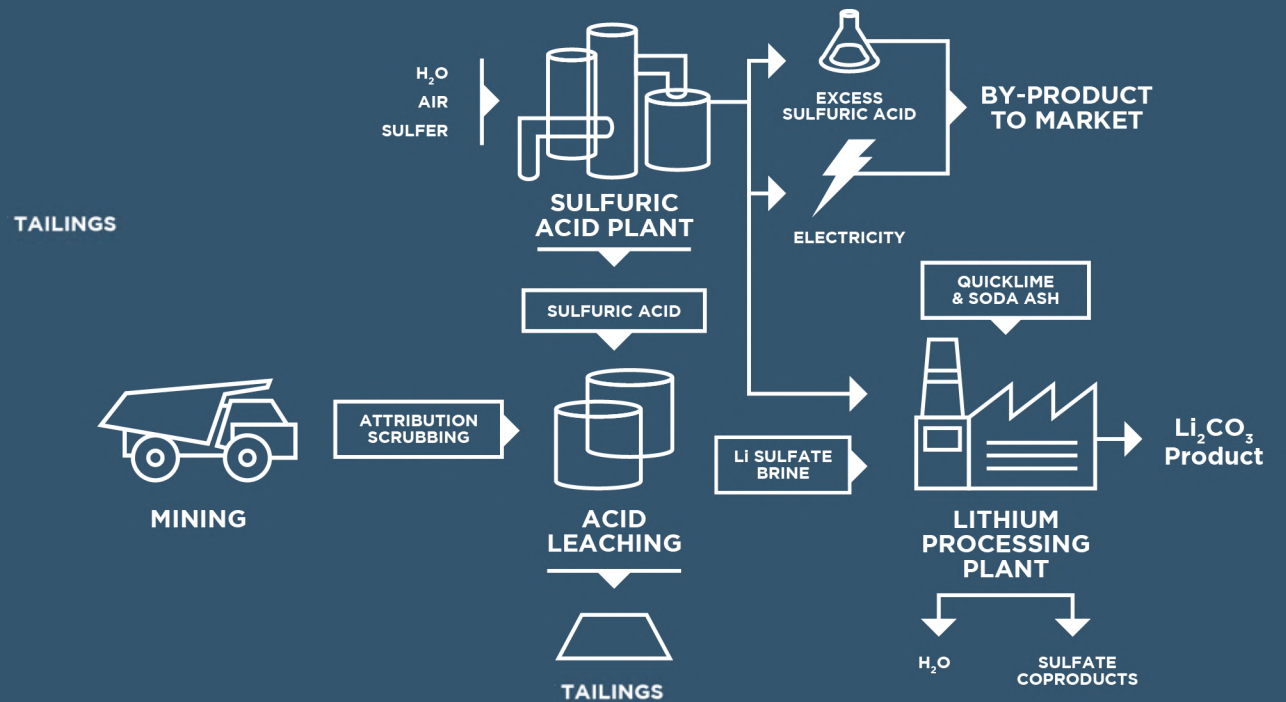 H₂O
AIR
SULFER
SULFURIC
ACID PLANT
EXCESS
SULFURIC ACID
BY-PRODUCT
TO MARKET
ELECTRICITY
TAILINGS
SULFURIC ACID
QUICKLIME
& SODA ASH
MINING
ATTRIBUTION
SCRUBBING
ACID
LEACHING
Li SULFATE
BRINE
LITHIUM
PROCESSING
PLANT
Li₂CO₃
Product
TAILINGS
H₂O
SULFATE
COPRODUCTS